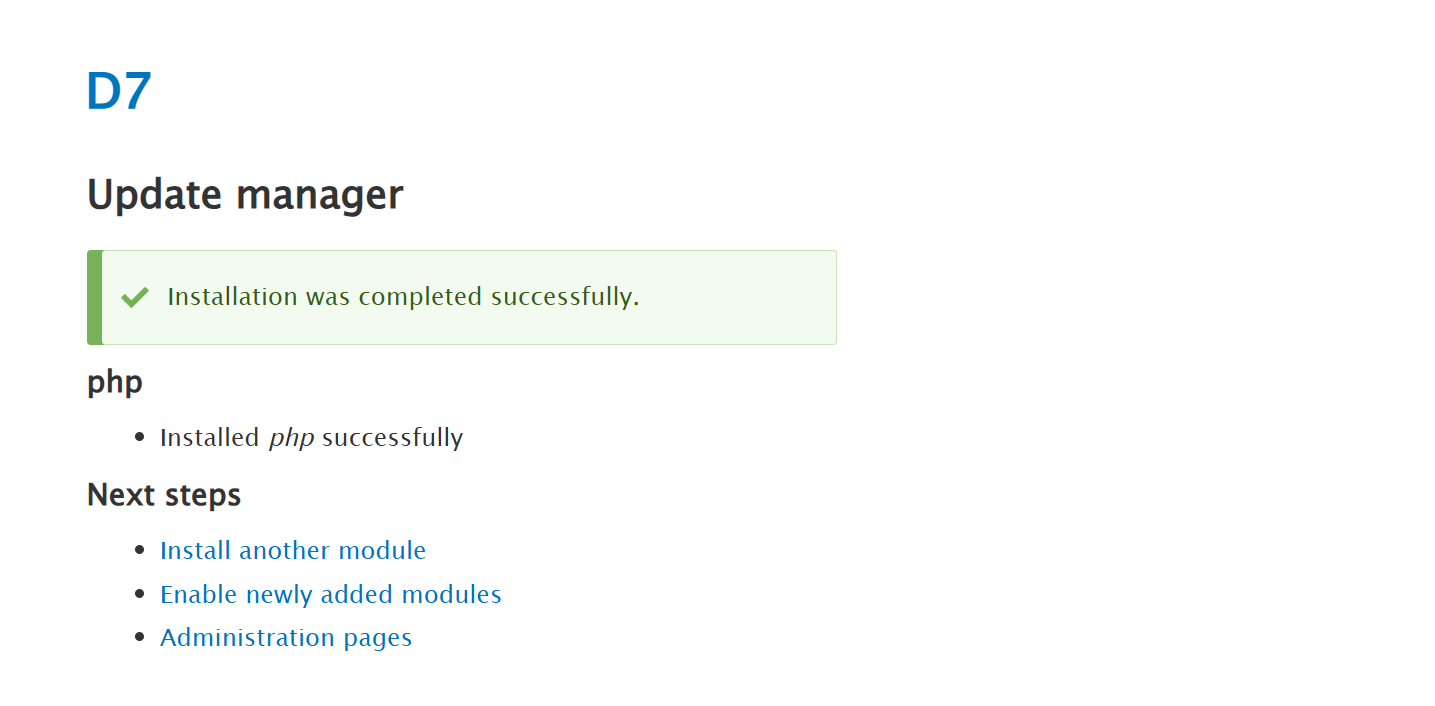 D7
Update manager
Installation was completed successfully.
php
Installed php successfully
Next steps
Install another module
Enable newly added modules
Administration pages